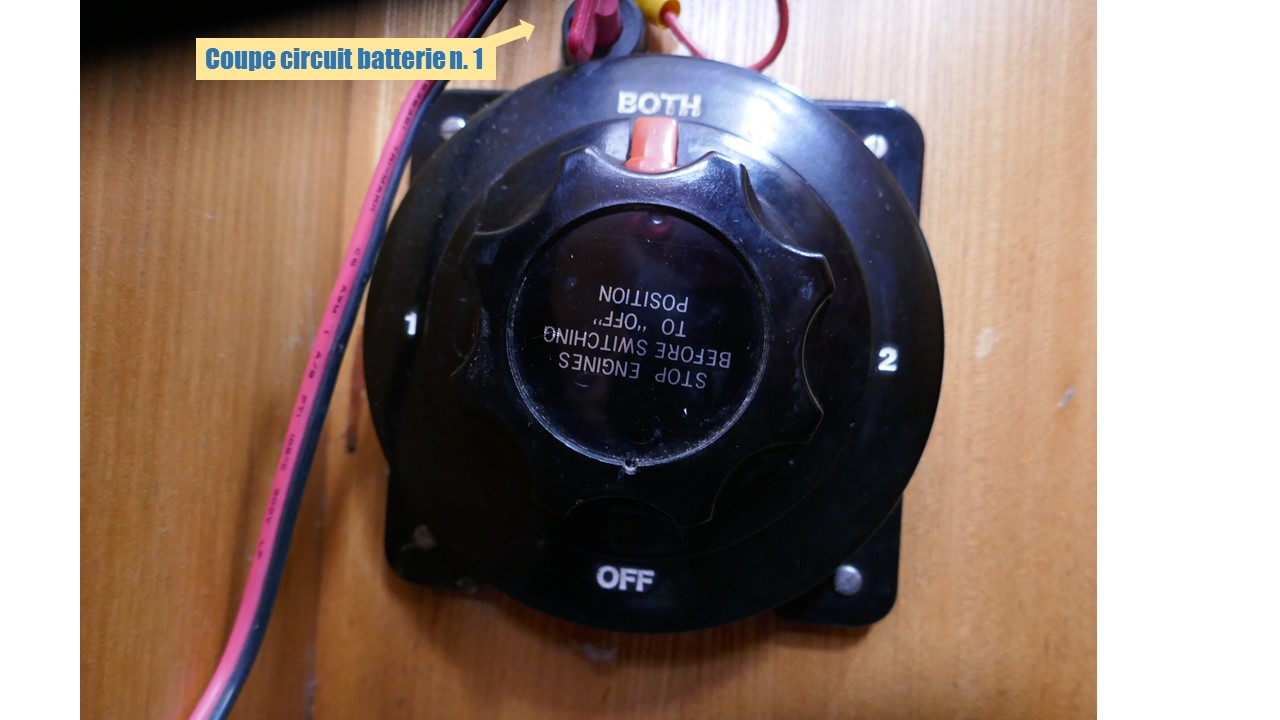 Coupe circuit batterie n. 1
BOTH
1
2
STOP ENGINES
BEFORE SWITCHING
TO "OFF"
POSITION
OFF